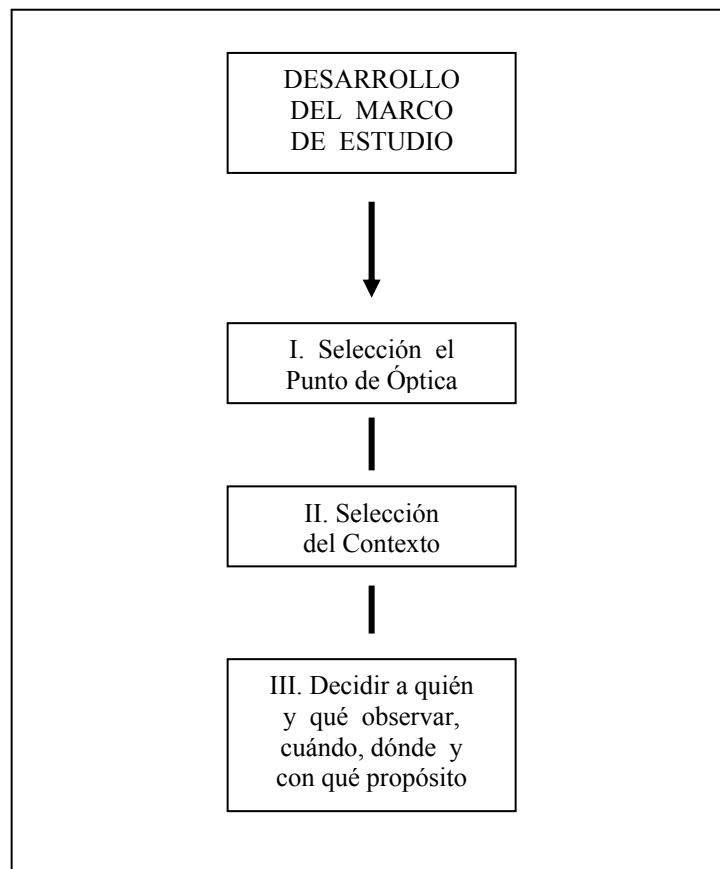 DESARROLLO
DEL MARCO
DE ESTUDIO
I. Selección el
Punto de Óptica
II. Selección
del Contexto
III. Decidir a quién
y qué observar,
cuándo, dónde y
con qué propósito